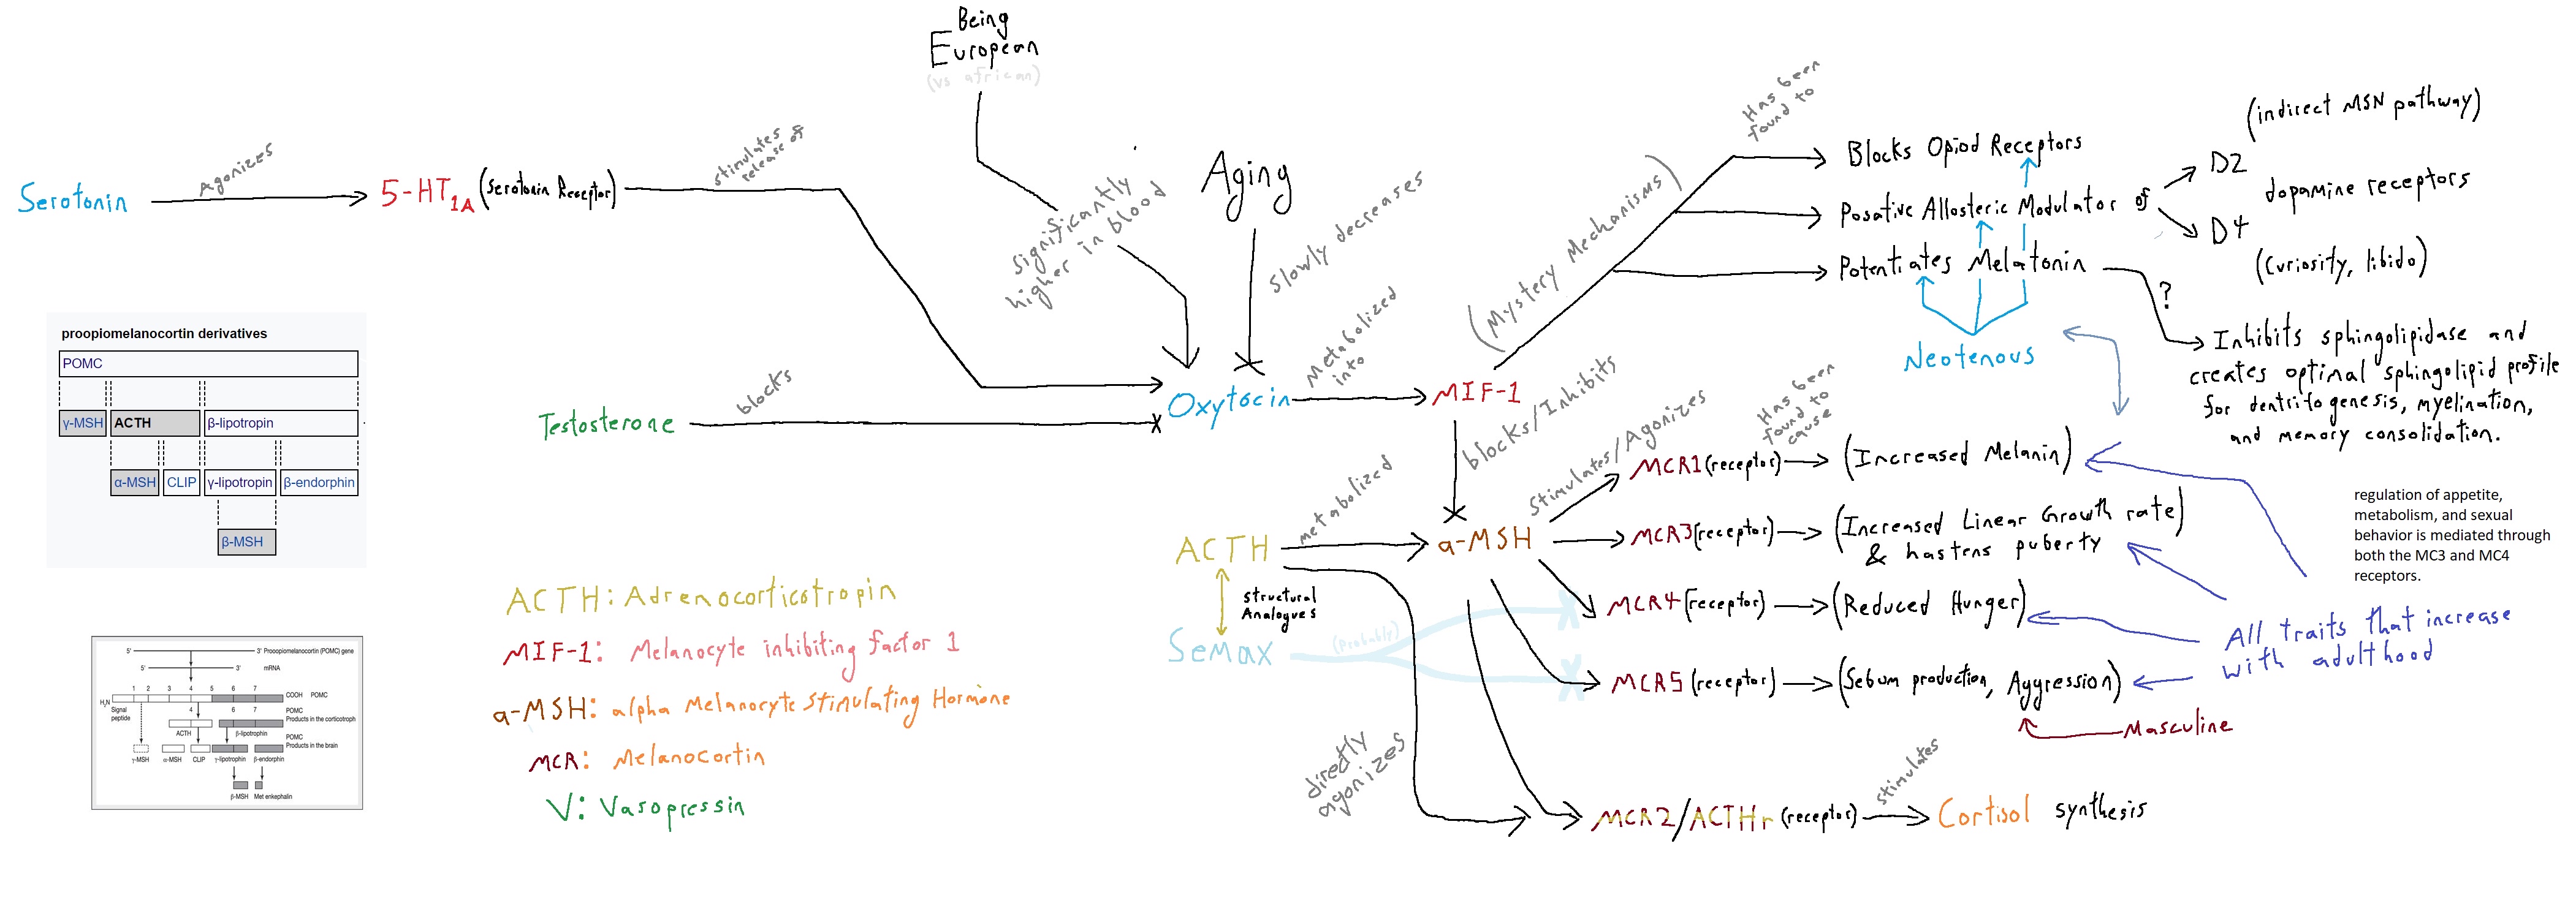 Being
European
(vs african)
Serotonin
Agonizes
5-HT1A (serotonin Receptor)
stimulates
release of
significantly
higher in blood
Aging
Slowly decreases
Testosterone
blocks
Oxytocin
Metabolized
into
MIF-1
(Mystery Mechanisms)
Has been
found to
Blocks Opiod Receptors
Posative Allosteric Modulator of
D2
(indirect MSN pathway)
dopamine receptors
D4
(Curiosity, libido)
Potentiates Melatonin
?
Inhibits sphingolipidase and
creates optimal sphingolipid profile
for dentritogenesis, myelination,
and memory consolidation.
Neotenous
blocks/Inhibits
Stimulates/Agonizes
Has been
found to
cause
ACTH
metabolized
a-MSH
MCR1 (receptor)
(Increased Melanin)
MCR3 (receptor)
(Increased Linear Growth rate)
& hastens puberty
MCR4 (receptor)
(Reduced Hunger)
MCR5 (receptor)
(Sebum production, Aggression)
Masculine
All traits that increase
with adulthood
regulation of appetite,
metabolism, and sexual
behavior is mediated through
both the MC3 and MC4
receptors.
structural
Analogues
Semax
(Probably)
directly
agonizes
MCR2/ACTHr (receptor)
stimulates
Cortisol synthesis
proopiomelanocortin derivatives
POMC
γ-MSH ACTH β-lipotropin
α-MSH CLIP γ-lipotropin β-endorphin
β-MSH
ACTH: Adrenocorticotropin
MIF-1: Melanocyte inhibiting factor 1
a-MSH: alpha Melanocyte Stimulating Hormone
MCR: Melanocortin
V: Vasopressin
5' 3' Prooopiomelanocortin (POMC) gene
5' 3' mRNA
1 2 3 4 5 6 7
H2N COOH POMC
Signal
peptide
4 6 7 POMC
Products in the corticotroph
ACTH β-lipotrophin
POMC
Products in the brain
γ-MSH α-MSH CLIP γ-lipotrophin β-endorphin
β-MSH Met enkephalin